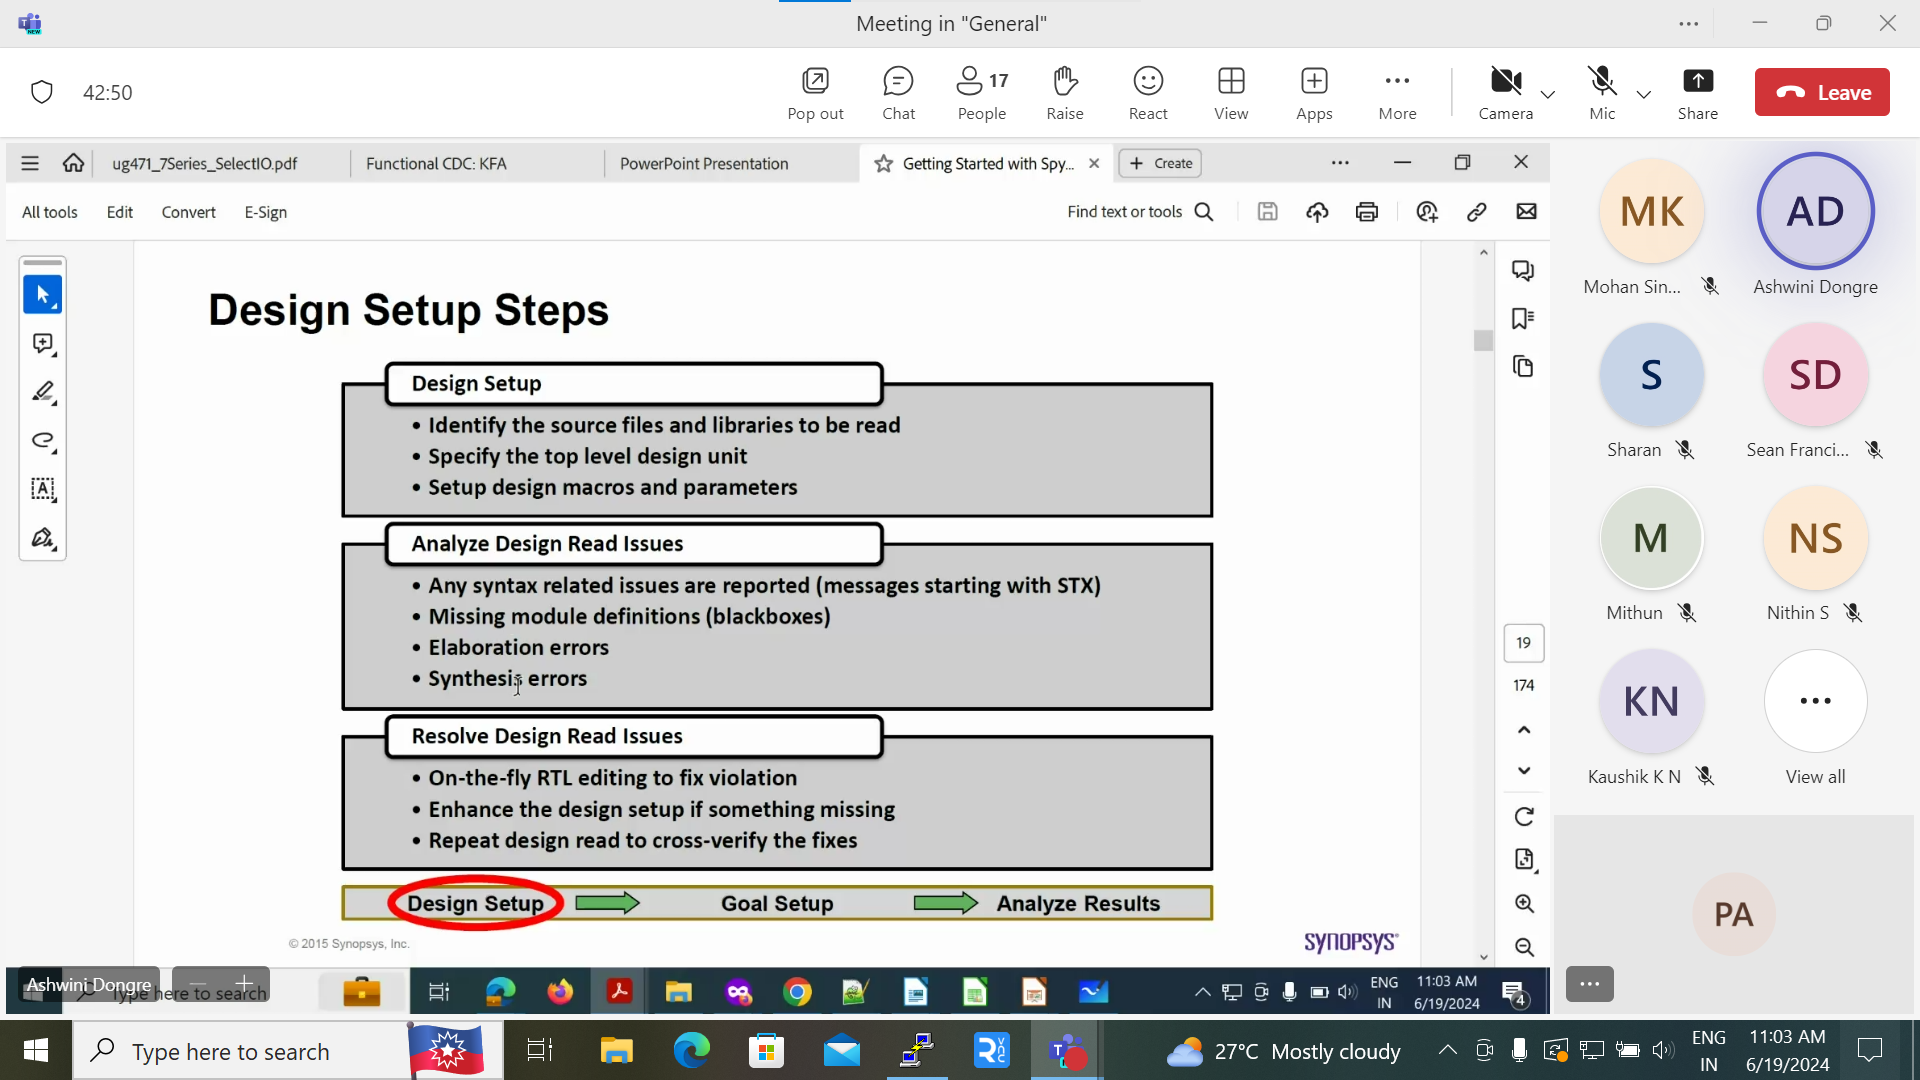 Meeting in "General"
42:50
Pop out
Chat
17
People
Raise
React
View
Apps
More
Camera
Mic
Share
Leave
ug471_7Series_SelectIO.pdf
Functional CDC: KFA
PowerPoint Presentation
Getting Started with Spy...
Create
All tools
Edit
Convert
E-Sign
Find text or tools
Design Setup Steps
Design Setup
• Identify the source files and libraries to be read
• Specify the top level design unit
• Setup design macros and parameters
Analyze Design Read Issues
• Any syntax related issues are reported (messages starting with STX)
• Missing module definitions (blackboxes)
• Elaboration errors
• Synthesis errors
Resolve Design Read Issues
• On-the-fly RTL editing to fix violation
• Enhance the design setup if something missing
• Repeat design read to cross-verify the fixes
Design Setup
Goal Setup
Analyze Results
© 2015 Synopsys, Inc.
SYNOPSYS®
19
174
MK
Mohan Sin...
AD
Ashwini Dongre
S
Sharan
SD
Sean Franci...
M
Mithun
NS
Nithin S
KN
Kaushik K N
View all
PA
Ashwini Dongre
Type here to search
ENG
IN
11:03 AM
6/19/2024
4
Type here to search
27°C Mostly cloudy
ENG
IN
11:03 AM
6/19/2024